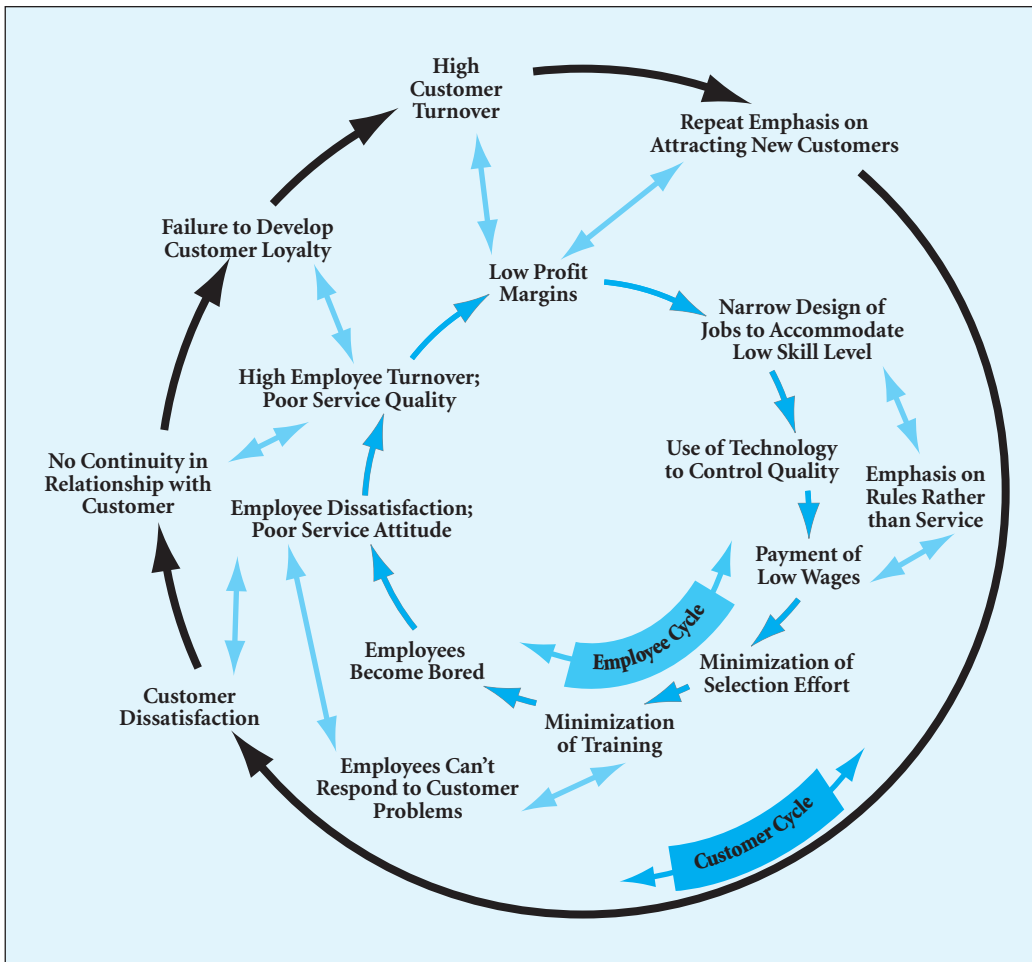 High
Customer
Turnover
Repeat Emphasis on
Attracting New Customers
Failure to Develop
Customer Loyalty
Low Profit
Margins
Narrow Design of
Jobs to Accommodate
Low Skill Level
High Employee Turnover;
Poor Service Quality
Use of Technology
to Control Quality
Emphasis on
Rules Rather
than Service
No Continuity in
Relationship with
Customer
Employee Dissatisfaction;
Poor Service Attitude
Payment of
Low Wages
Employee Cycle
Employees
Become Bored
Minimization of
Selection Effort
Customer
Dissatisfaction
Minimization
of Training
Employees Can't
Respond to Customer
Problems
Customer Cycle